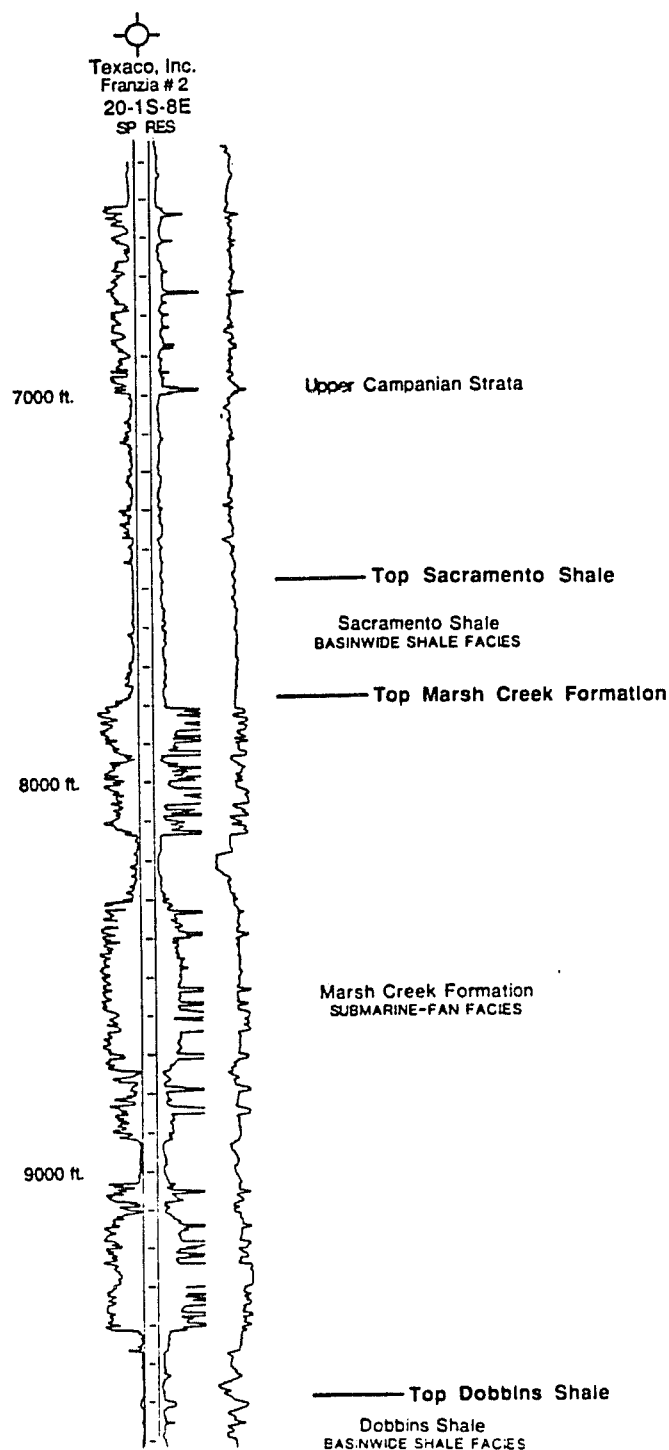 Texaco, Inc.
Franzia # 2
20-1S-8E
SP RES
7000 ft.
Upper Campanian Strata
Top Sacramento Shale
Sacramento Shale
BASINWIDE SHALE FACIES
Top Marsh Creek Formation
8000 ft.
Marsh Creek Formation
SUBMARINE-FAN FACIES
9000 ft.
Top Dobbins Shale
Dobbins Shale
BASINWIDE SHALE FACIES